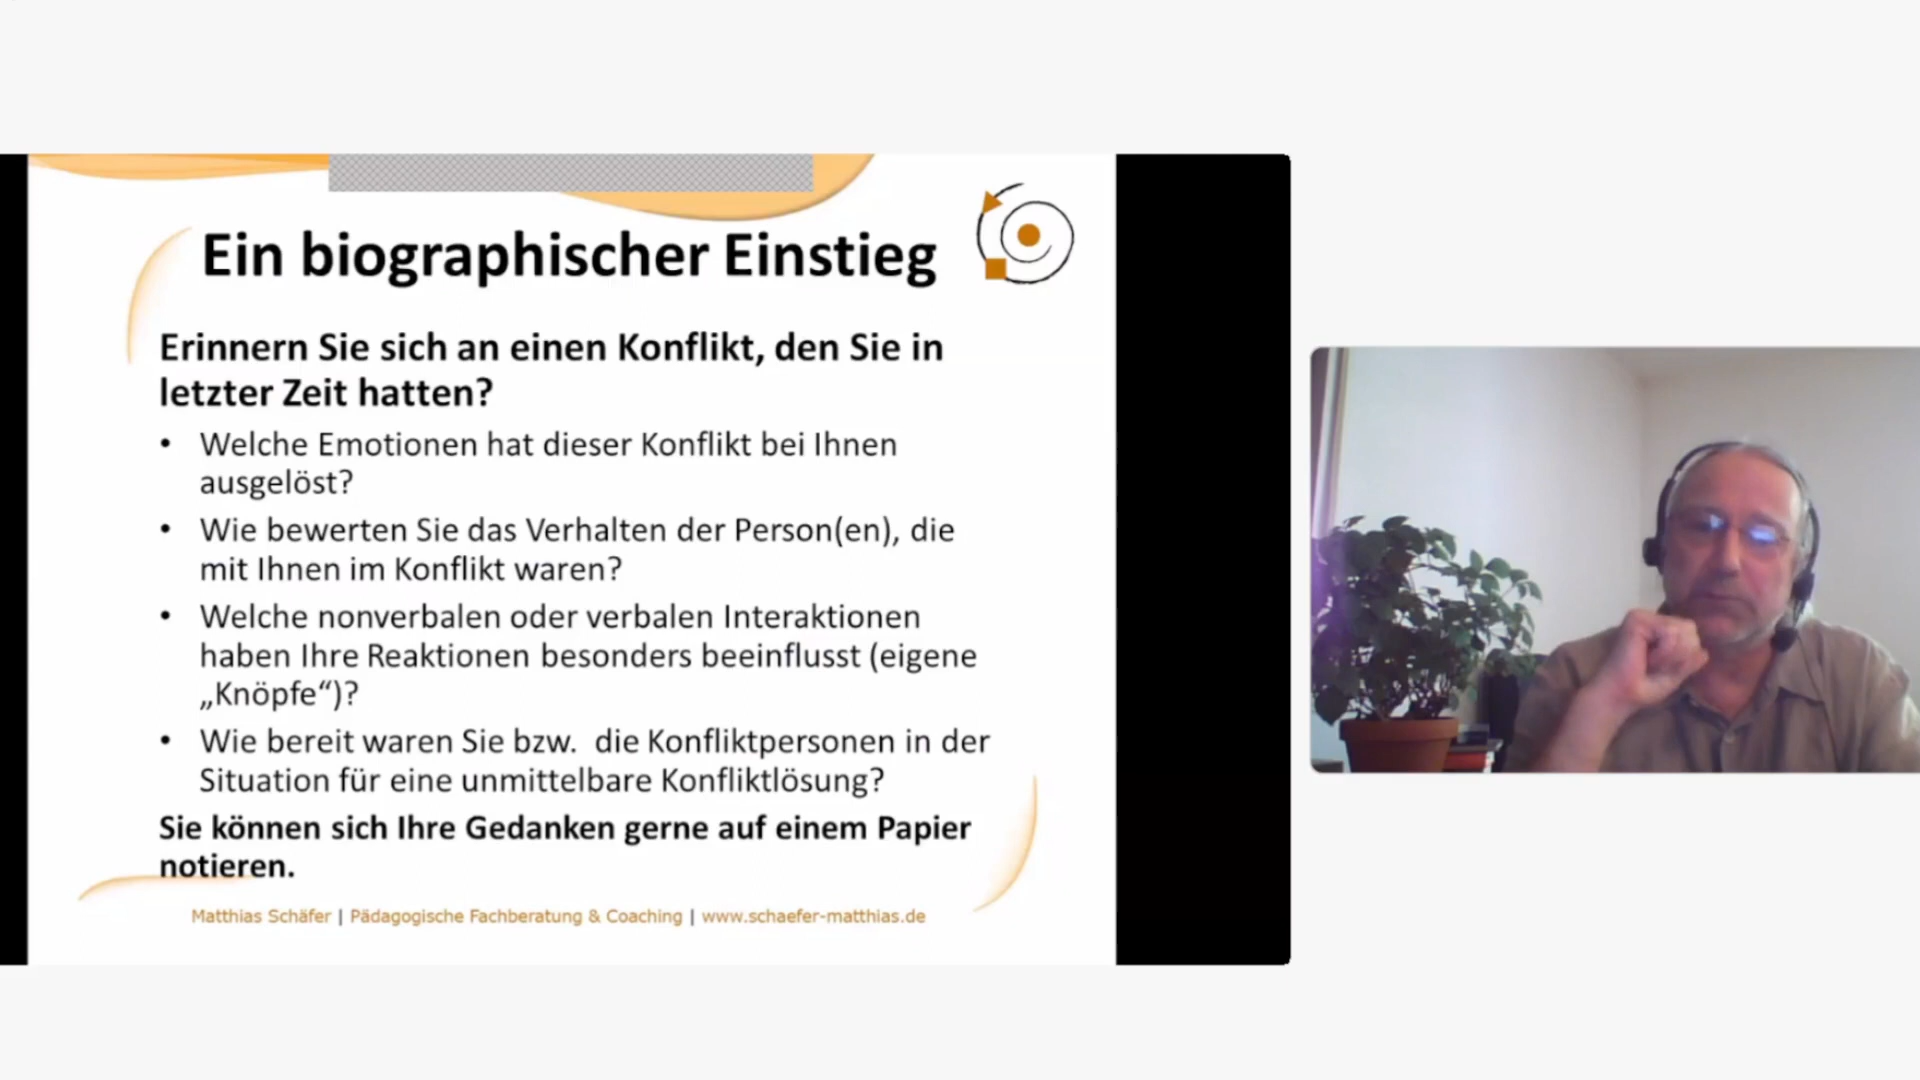 Ein biographischer Einstieg
Erinnern Sie sich an einen Konflikt, den Sie in
letzter Zeit hatten?
• Welche Emotionen hat dieser Konflikt bei Ihnen
ausgelöst?
• Wie bewerten Sie das Verhalten der Person(en), die
mit Ihnen im Konflikt waren?
• Welche nonverbalen oder verbalen Interaktionen
haben Ihre Reaktionen besonders beeinflusst (eigene
„Knöpfe“)?
• Wie bereit waren Sie bzw.  die Konfliktpersonen in der
Situation für eine unmittelbare Konfliktlösung?
Sie können sich Ihre Gedanken gerne auf einem Papier
notieren.
Matthias Schäfer | Pädagogische Fachberatung & Coaching | www.schaefer-matthias.de